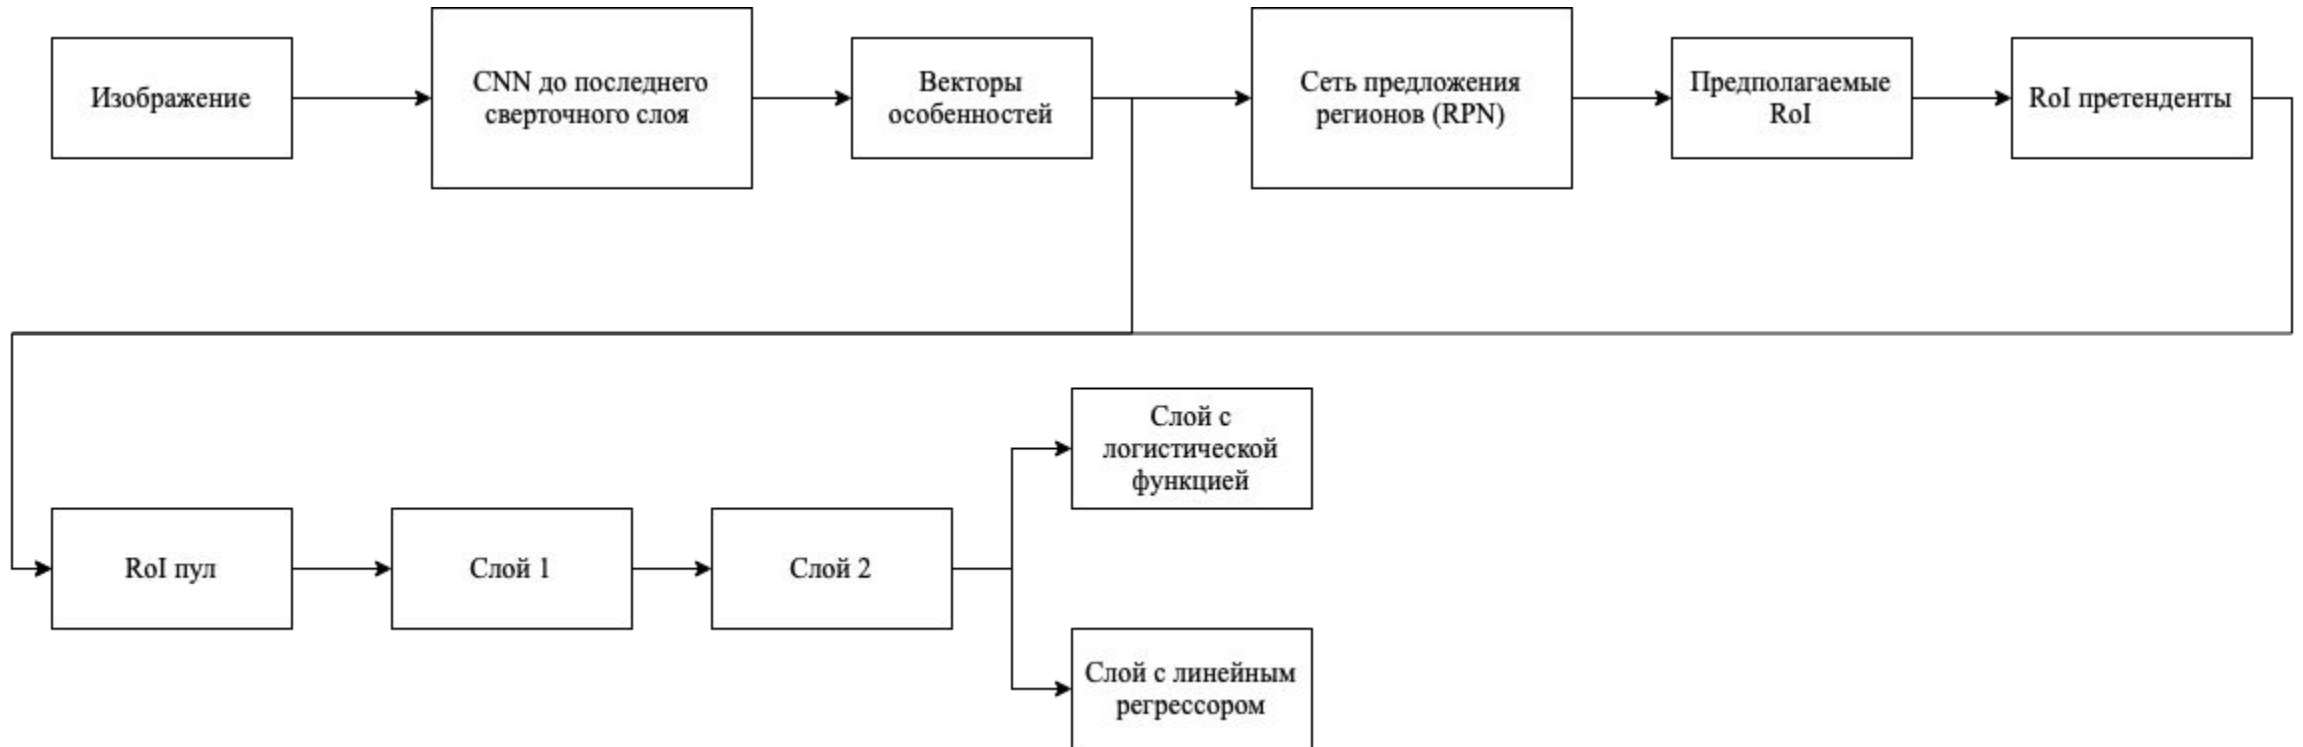 Изображение
CNN до последнего
сверточного слоя
Векторы
особенностей
Сеть предложения
регионов (RPN)
Предполагаемые
RoI
RoI претенденты
Слой с
логистической
функцией
RoI пул
Слой 1
Слой 2
Слой с линейным
регрессором